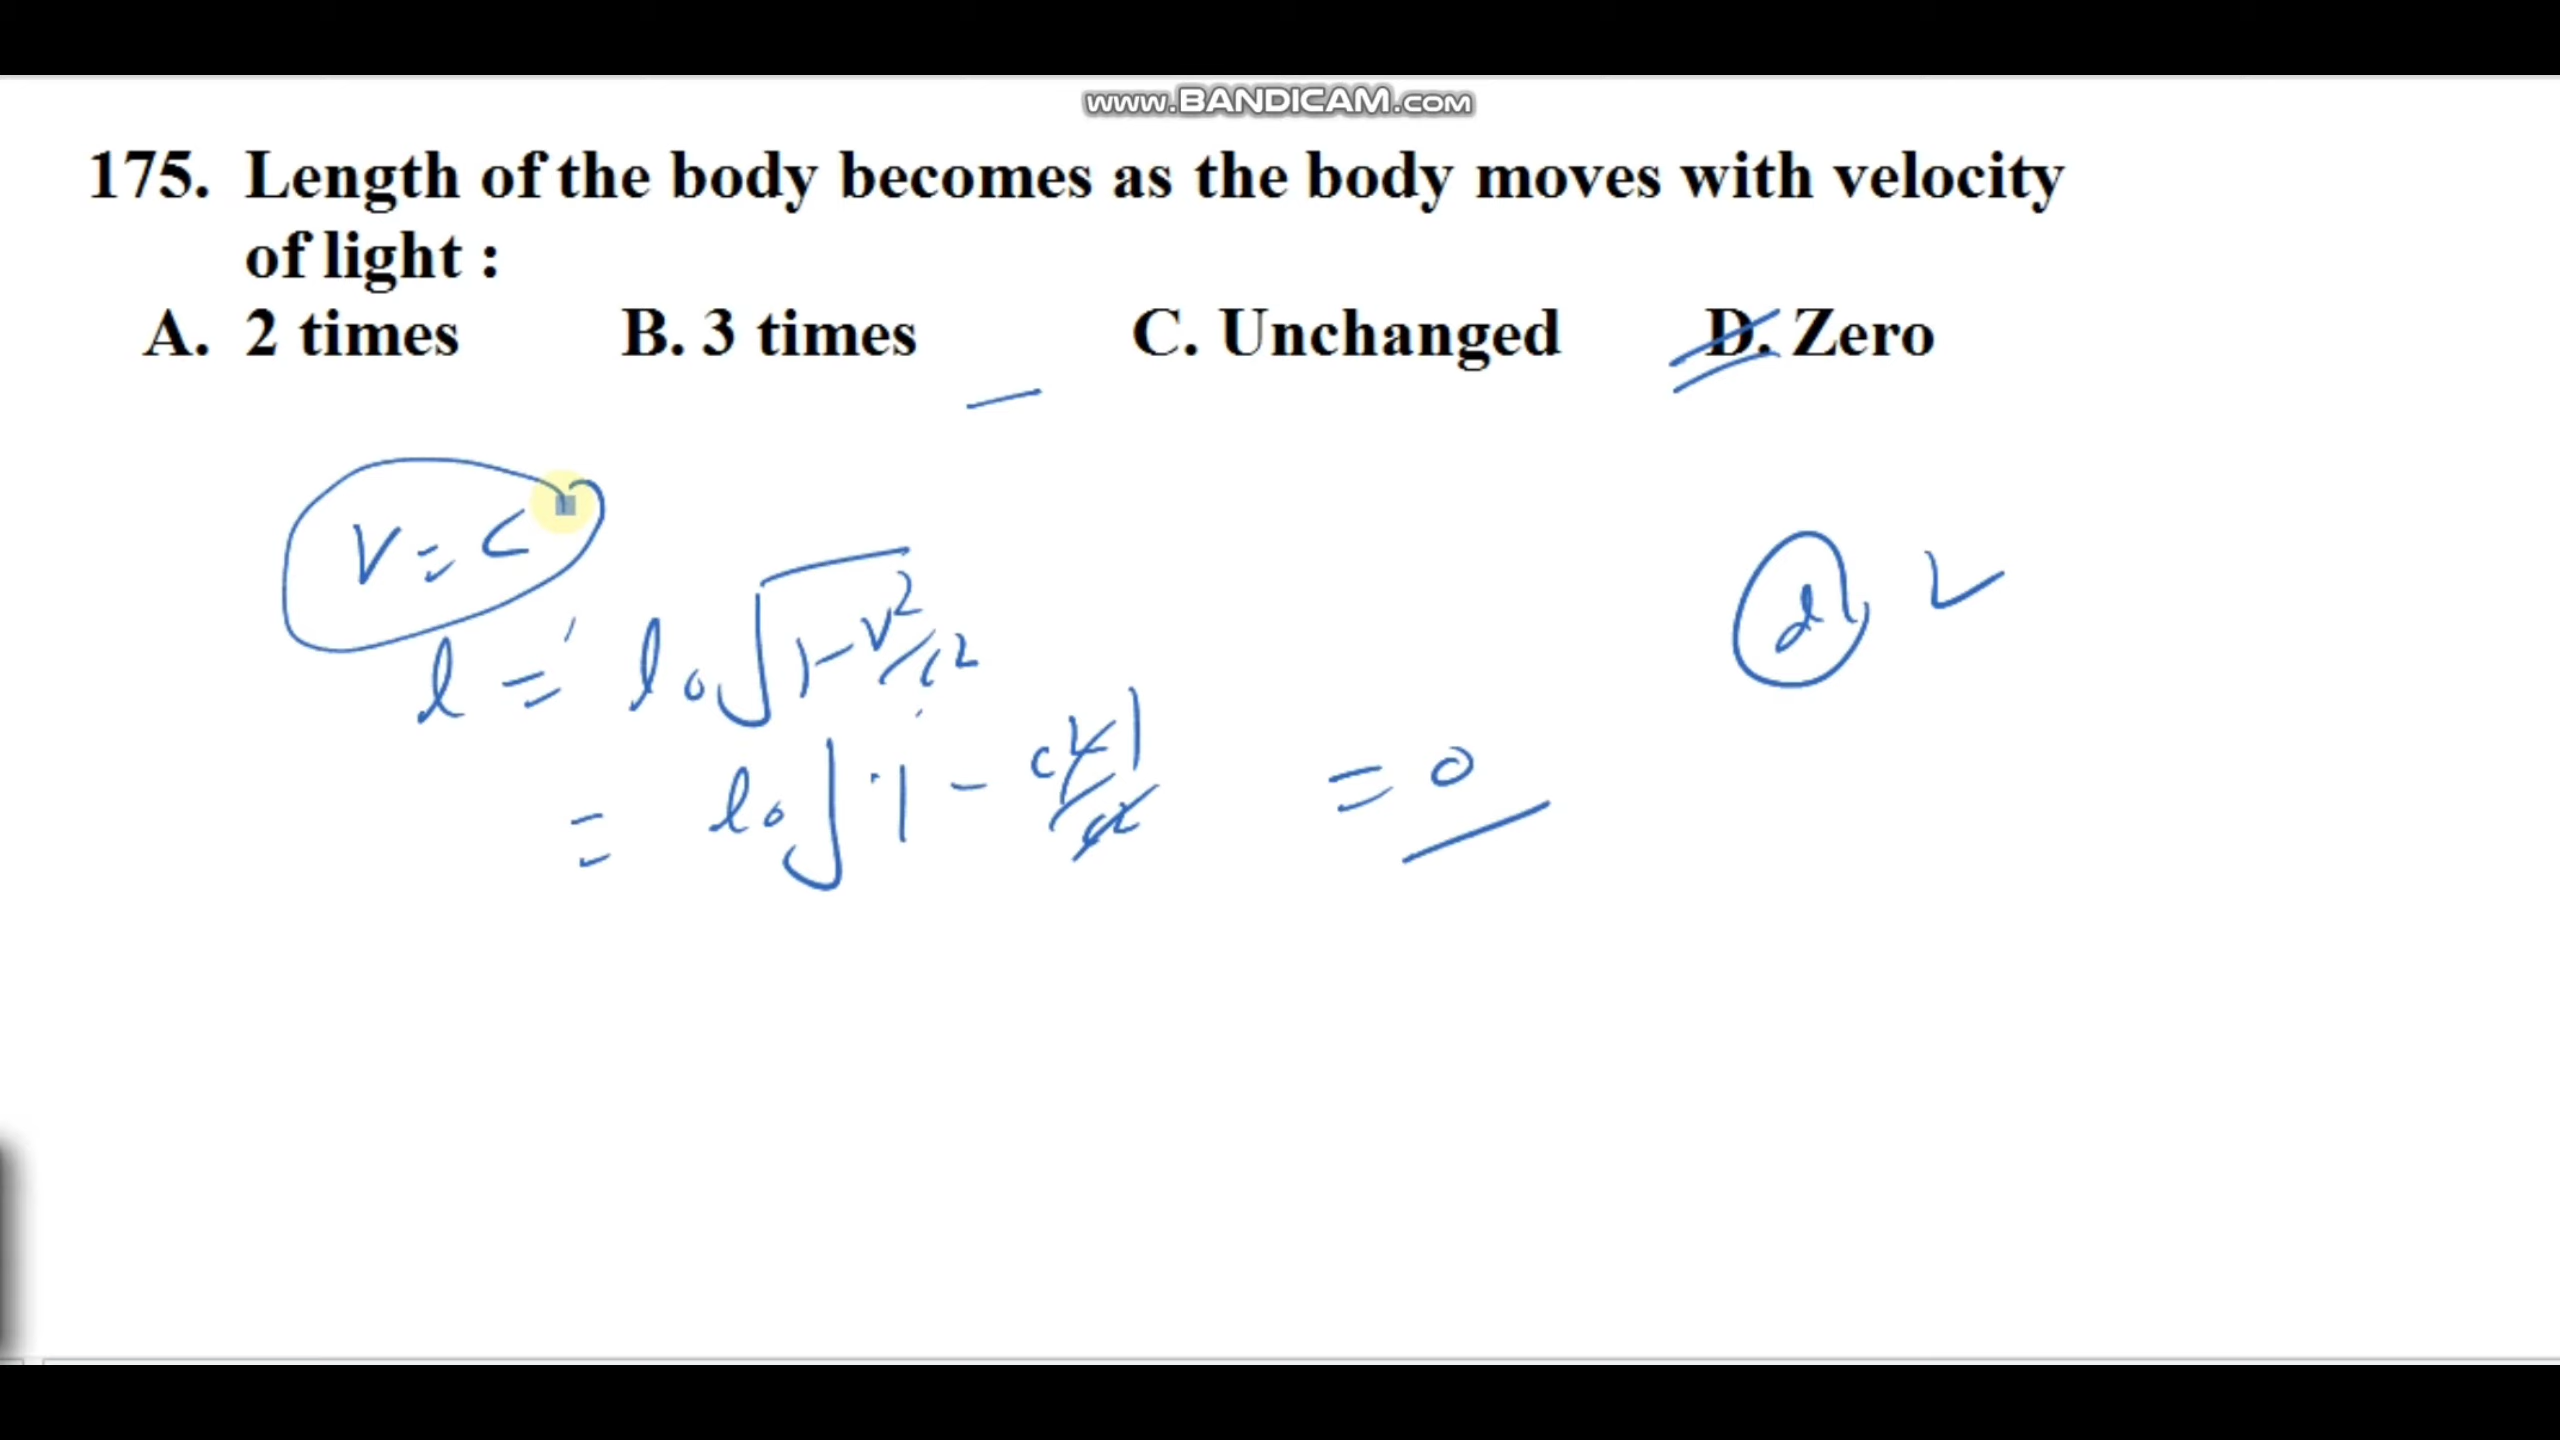 www.BANDICAM.com
175. Length of the body becomes as the body moves with velocity
of light :
A. 2 times B. 3 times C. Unchanged D. Zero
v = c
l = l₀√1-v²/c²
= l₀√1 - c²/c² = 0
d